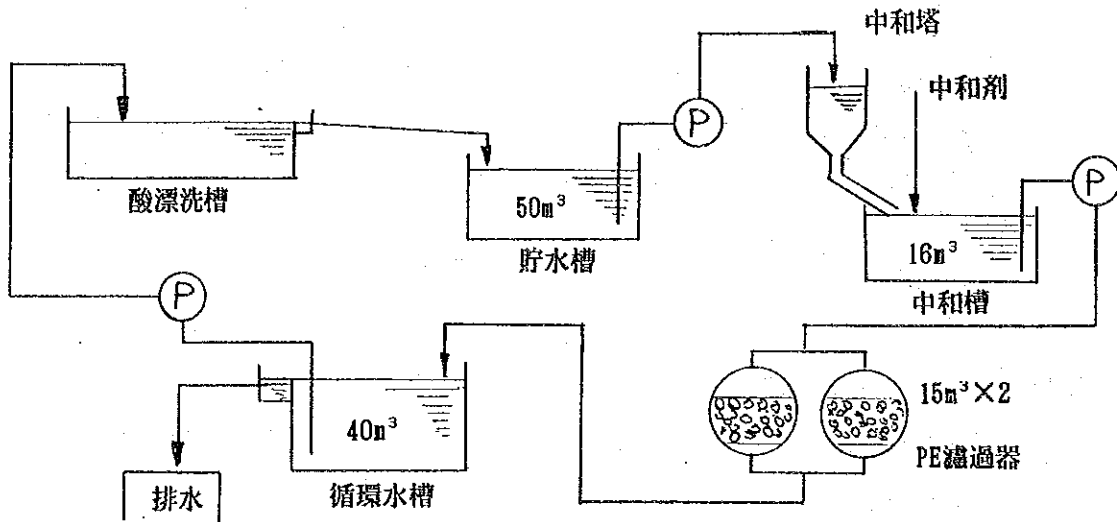 中和塔
P
中和剤
P
酸漂洗槽
50m³
貯水槽
16m³
中和槽
P
40m³
循環水槽
排水
15m³×2
PE濾過器